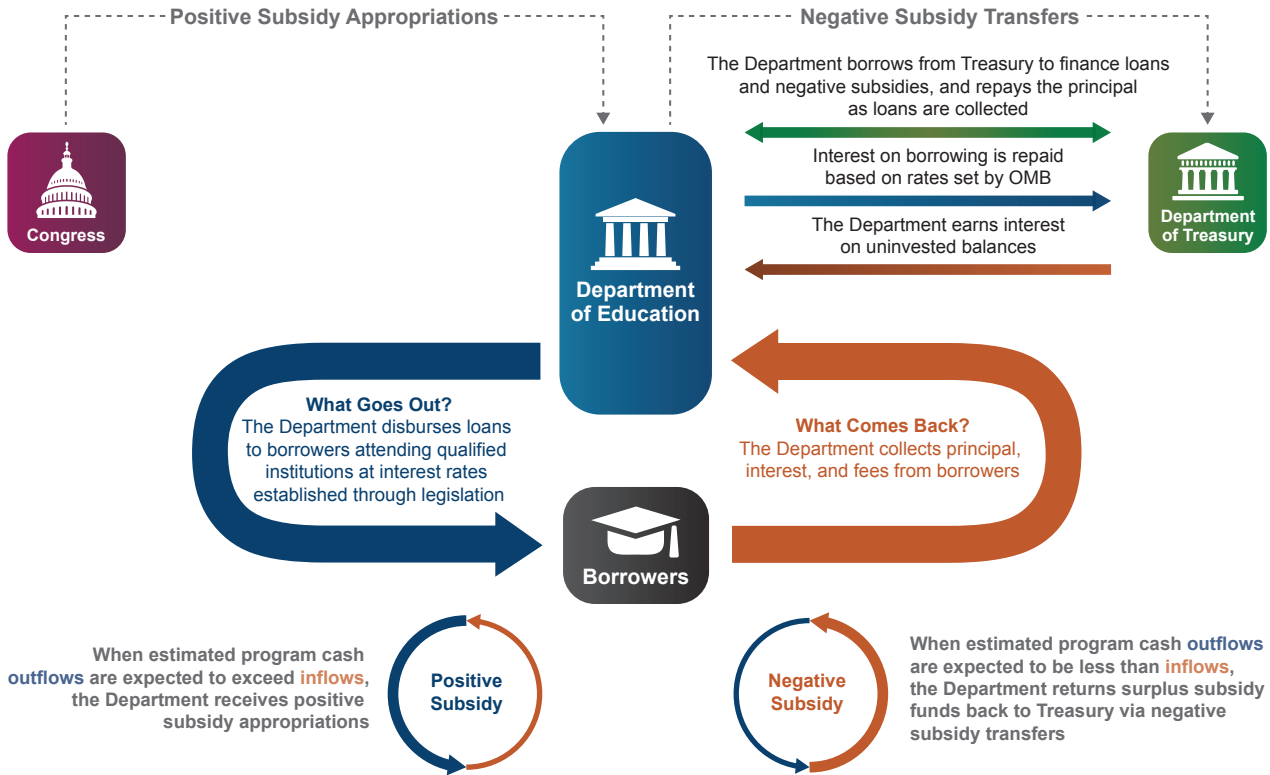 Positive Subsidy Appropriations
Negative Subsidy Transfers
The Department borrows from Treasury to finance loans
and negative subsidies, and repays the principal
as loans are collected
Interest on borrowing is repaid
based on rates set by OMB
The Department earns interest
on uninvested balances
Congress
Department
of Education
Department
of Treasury
What Goes Out?
The Department disburses loans
to borrowers attending qualified
institutions at interest rates
established through legislation
What Comes Back?
The Department collects principal,
interest, and fees from borrowers
Borrowers
When estimated program cash
outflows are expected to exceed inflows,
the Department receives positive
subsidy appropriations
Positive
Subsidy
Negative
Subsidy
When estimated program cash outflows
are expected to be less than inflows,
the Department returns surplus subsidy
funds back to Treasury via negative
subsidy transfers